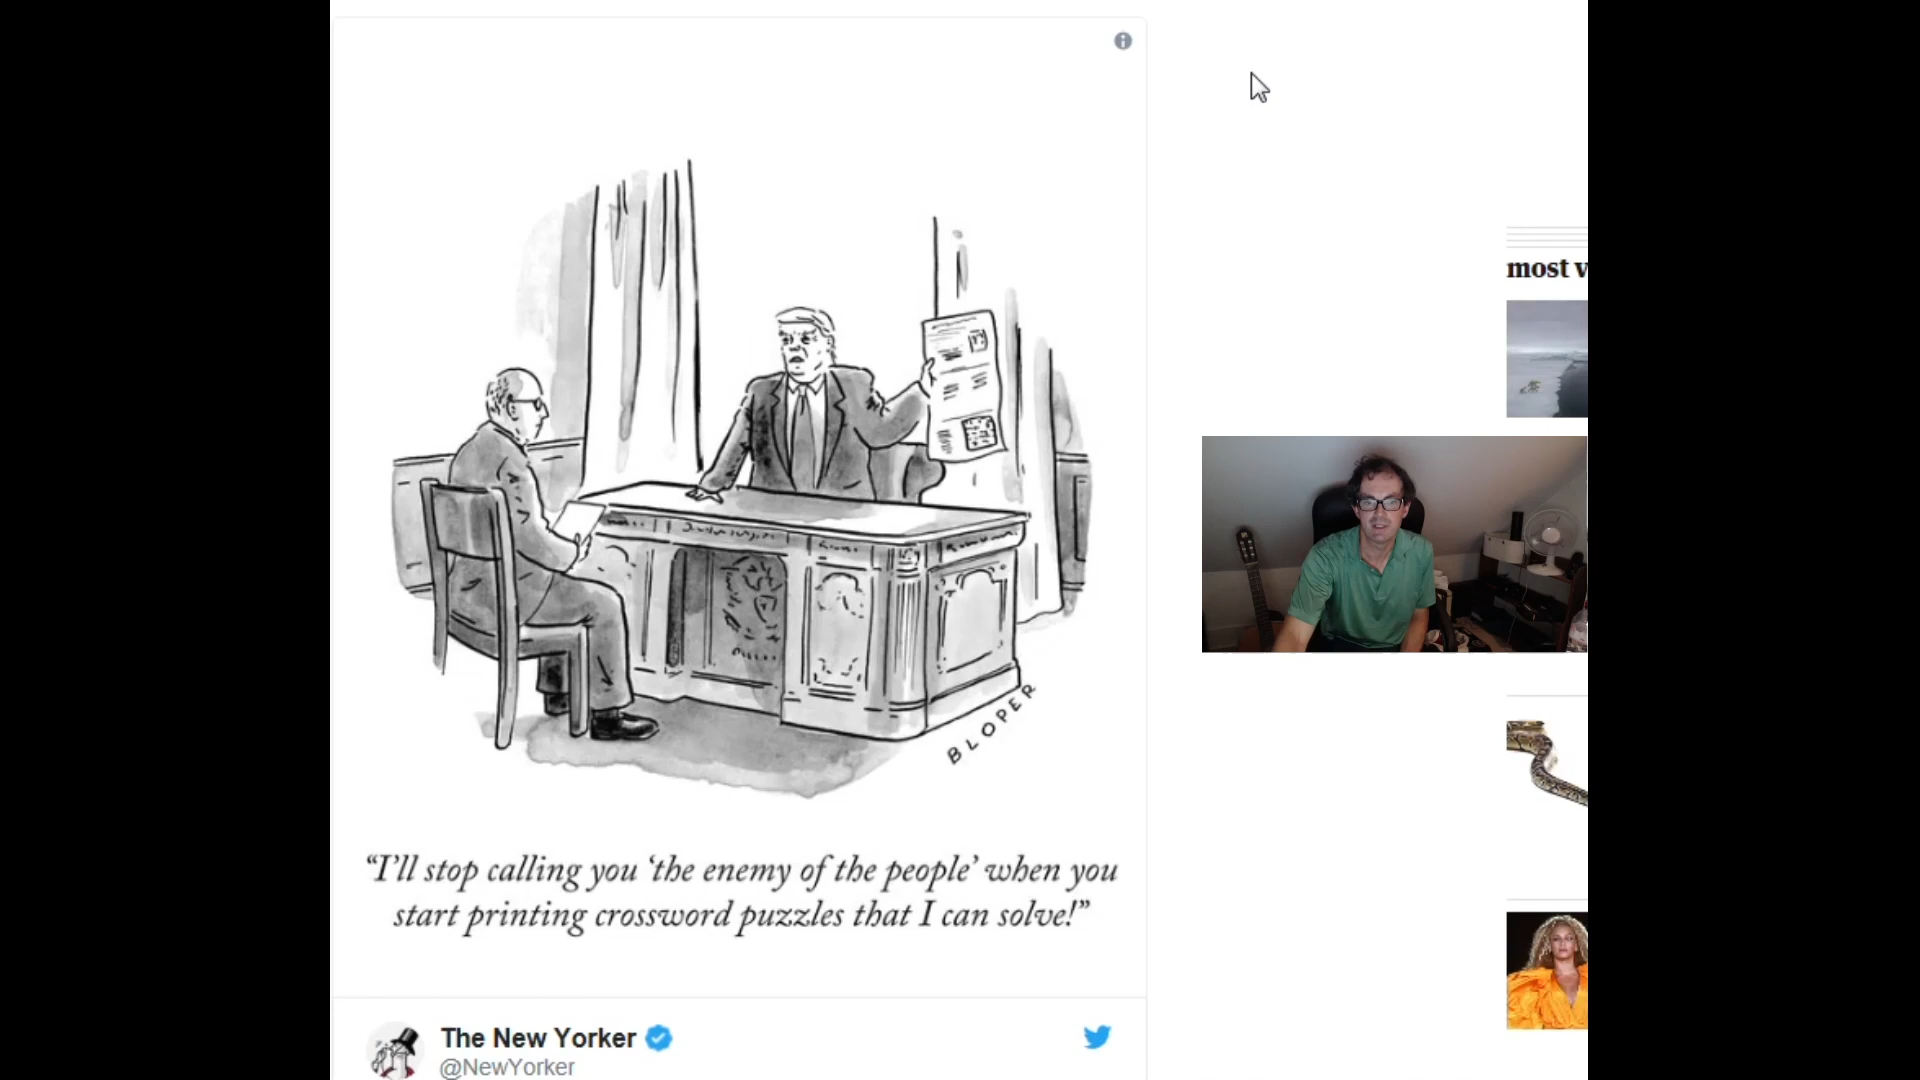 “I’ll stop calling you ‘the enemy of the people’ when you
start printing crossword puzzles that I can solve!”
BLOPER
The New Yorker
@NewYorker
most v